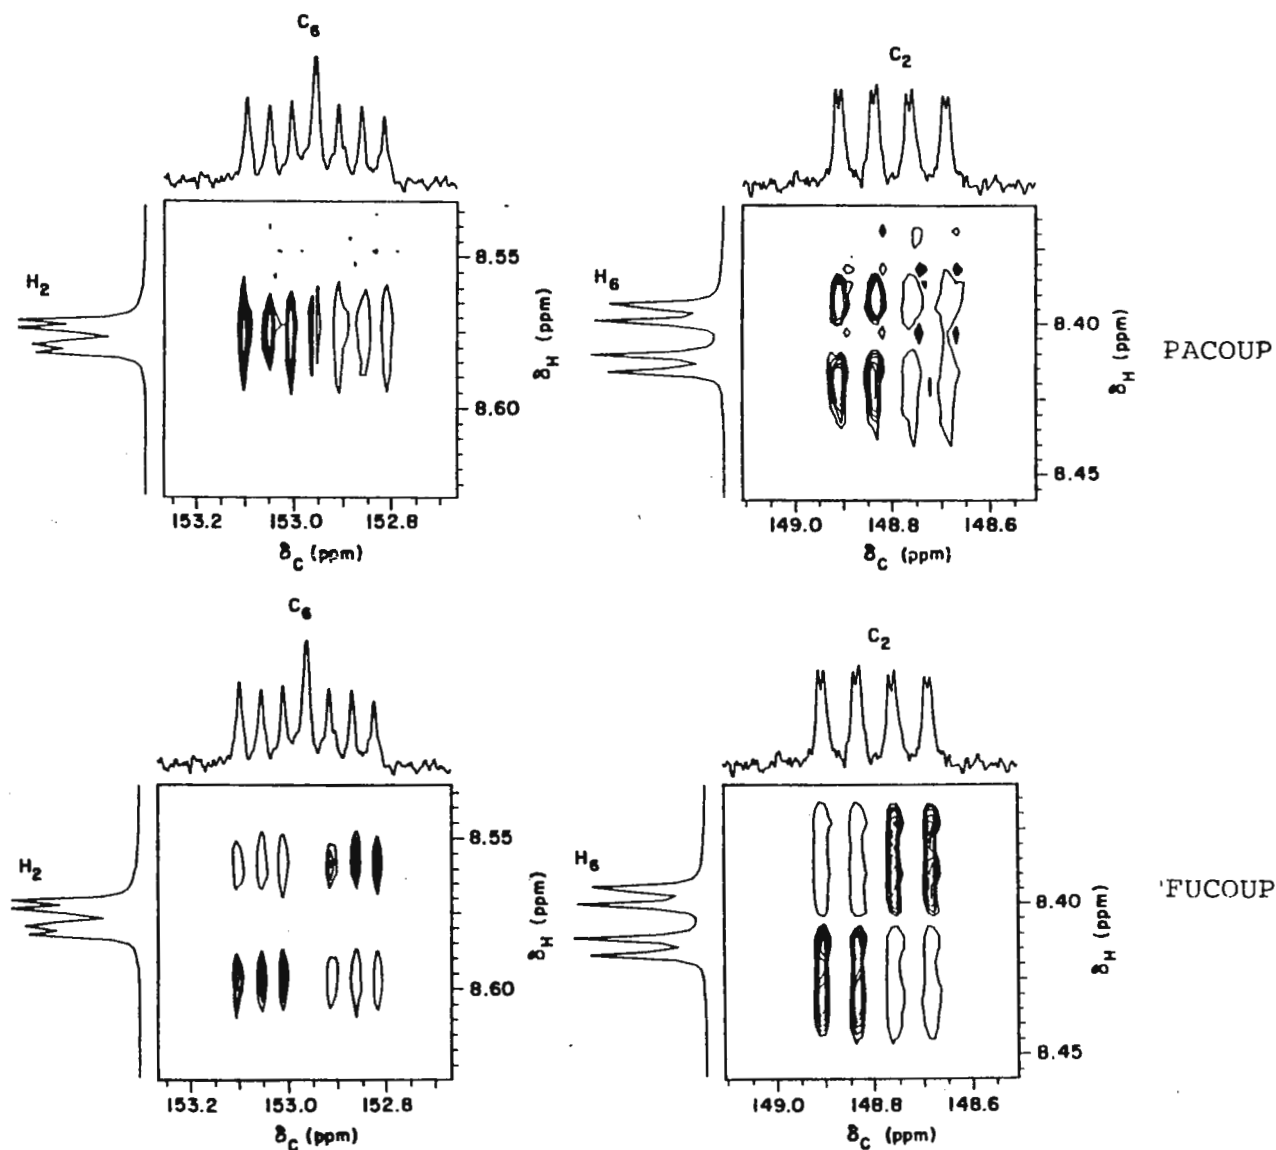 C6
C2
H2
8.55
8.60
δH (ppm)
153.2
153.0
152.8
δC (ppm)
H6
8.40
8.45
δH (ppm)
149.0
148.8
148.6
δC (ppm)
PACOUP
C6
C2
H2
8.55
8.60
δH (ppm)
153.2
153.0
152.8
δC (ppm)
H6
8.40
8.45
δH (ppm)
149.0
148.8
148.6
δC (ppm)
FUCOUP